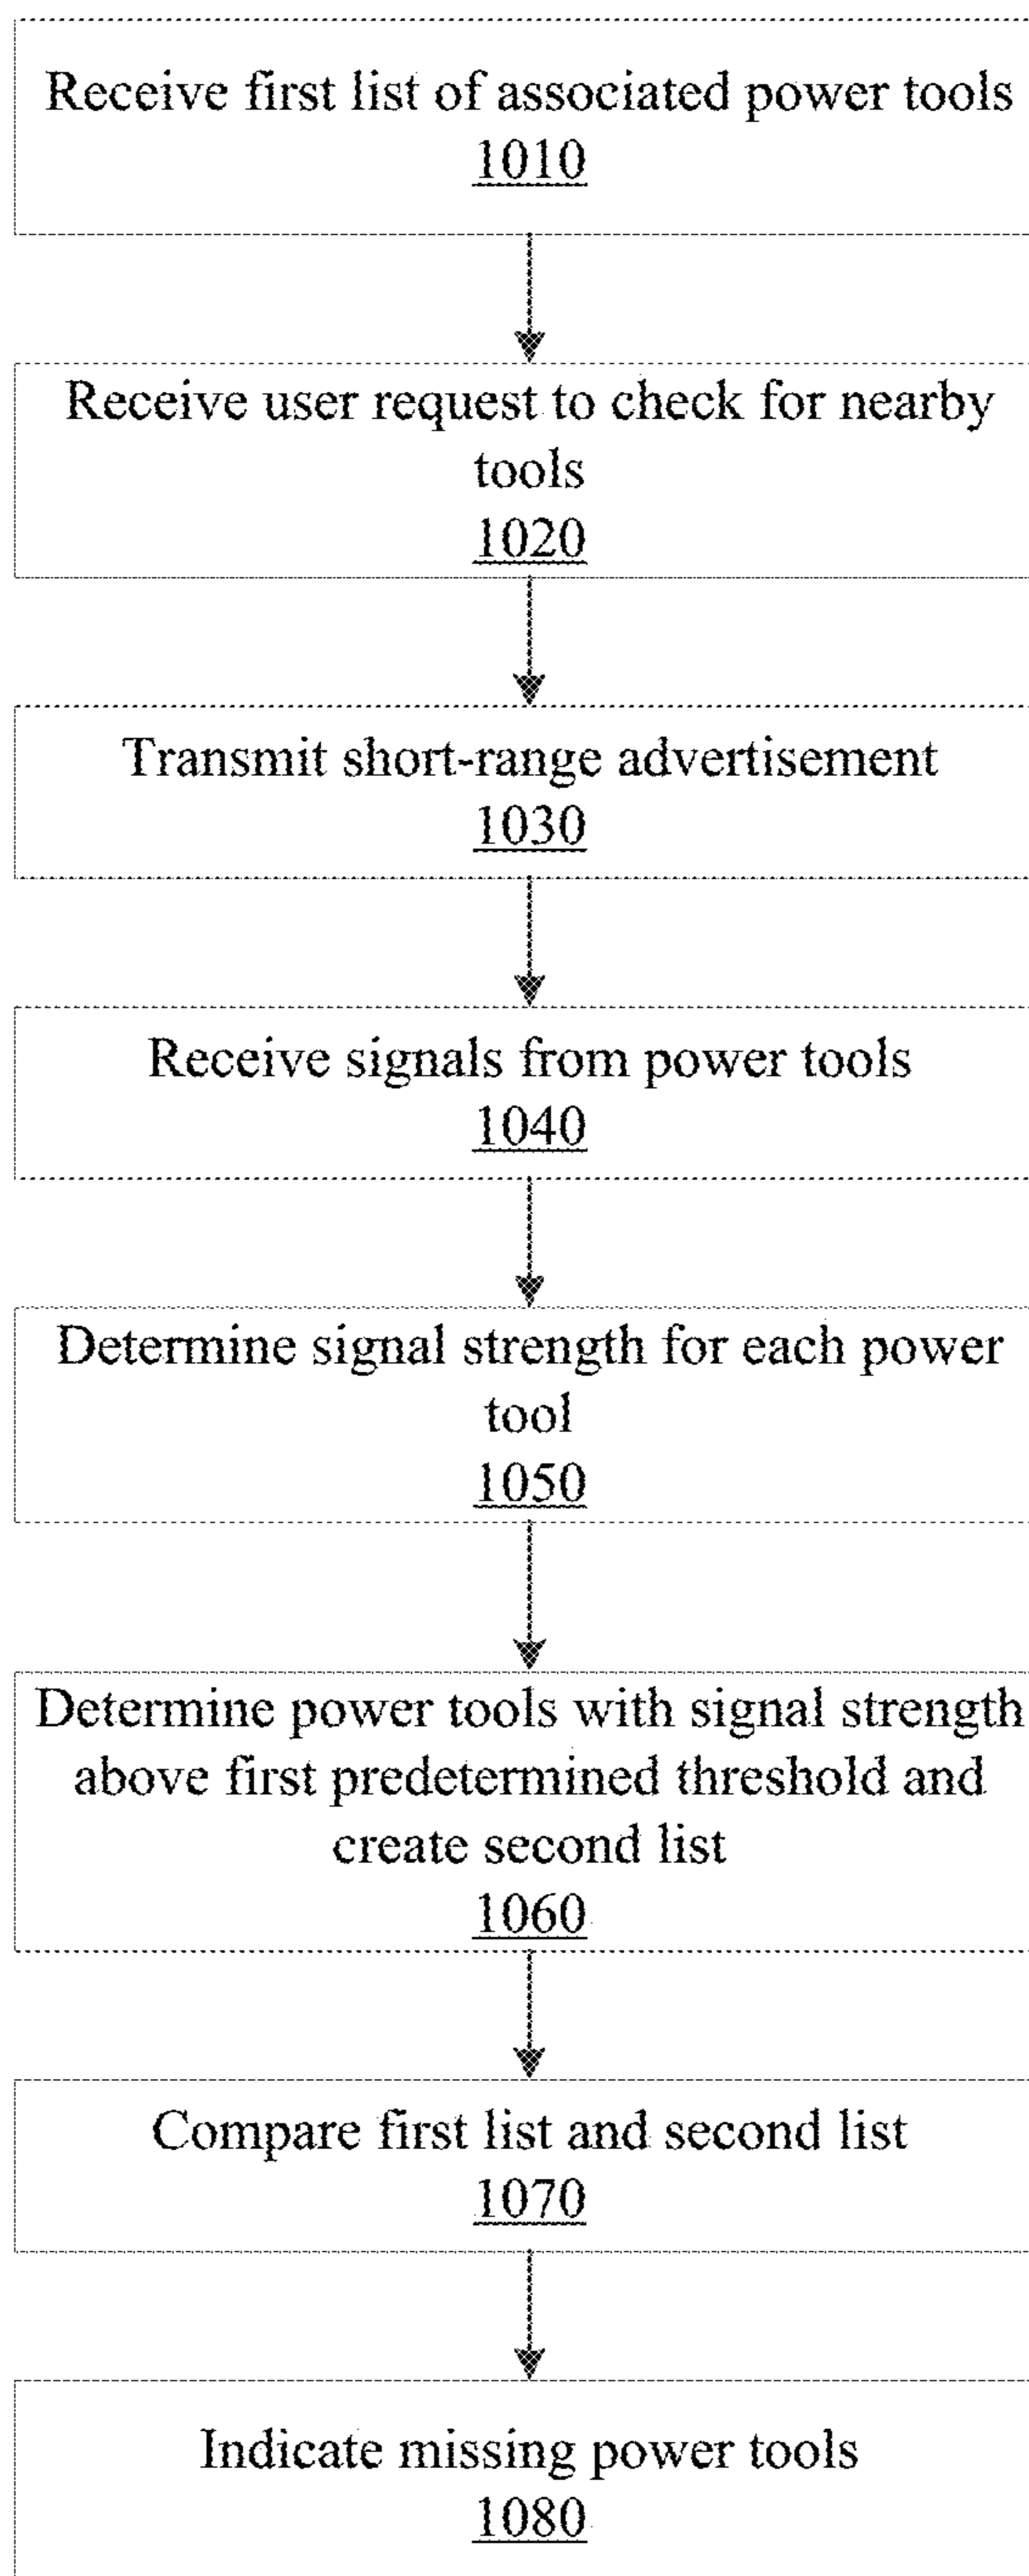 Receive first list of associated power tools
1010
Receive user request to check for nearby
tools
1020
Transmit short-range advertisement
1030
Receive signals from power tools
1040
Determine signal strength for each power
tool
1050
Determine power tools with signal strength
above first predetermined threshold and
create second list
1060
Compare first list and second list
1070
Indicate missing power tools
1080